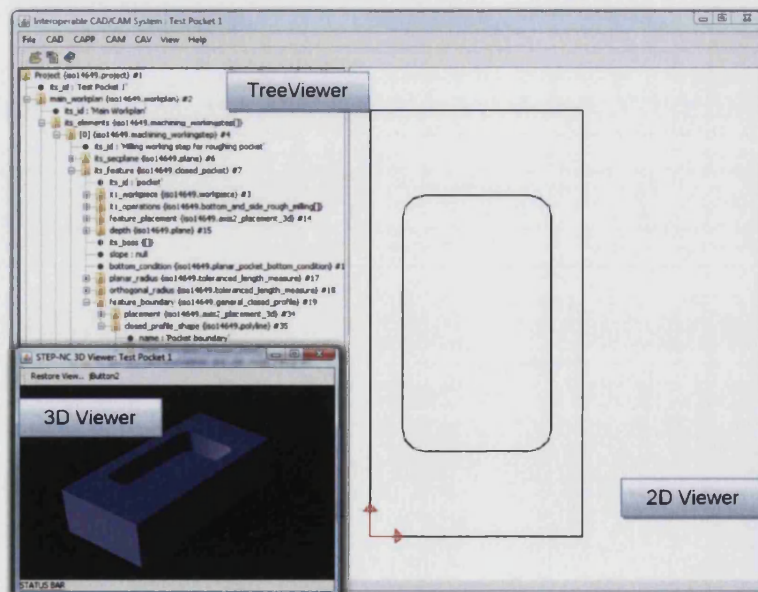 Interoperable CAD/CAM System : Test Pocket 1
File CAD CAPP CAM CAV View Help
Project {iso14649.project} #1
its_id : 'Test Pocket 1'
main_workplan {iso14649.workplan} #2
its_id : 'Main Workplan'
its_elements {iso14649.machining_workingstep[]}
[0] {iso14649.machining_workingstep} #4
its_id : 'Milling working step for roughing pocket'
its_secplane {iso14649.plane} #6
its_feature {iso14649.closed_pocket} #7
its_id : 'pocket'
its_workpiece {iso14649.workpiece} #3
its_operations {iso14649.bottom_and_side_rough_milling[]}
feature_placement {iso14649.axis2_placement_3d} #14
depth {iso14649.plane} #15
its_boss {[]}
slope : null
bottom_condition {iso14649.planar_pocket_bottom_condition} #1
planar_radius {iso14649.toleranced_length_measure} #17
orthogonal_radius {iso14649.toleranced_length_measure} #18
feature_boundary {iso14649.general_closed_profile} #19
placement {iso14649.axis2_placement_3d} #34
closed_profile_shape {iso14649.polyline} #35
name : 'Pocket boundary'
TreeViewer
STEP-NC 3D Viewer: Test Pocket 1
Restore View... jButton2
3D Viewer
STATUS BAR
2D Viewer